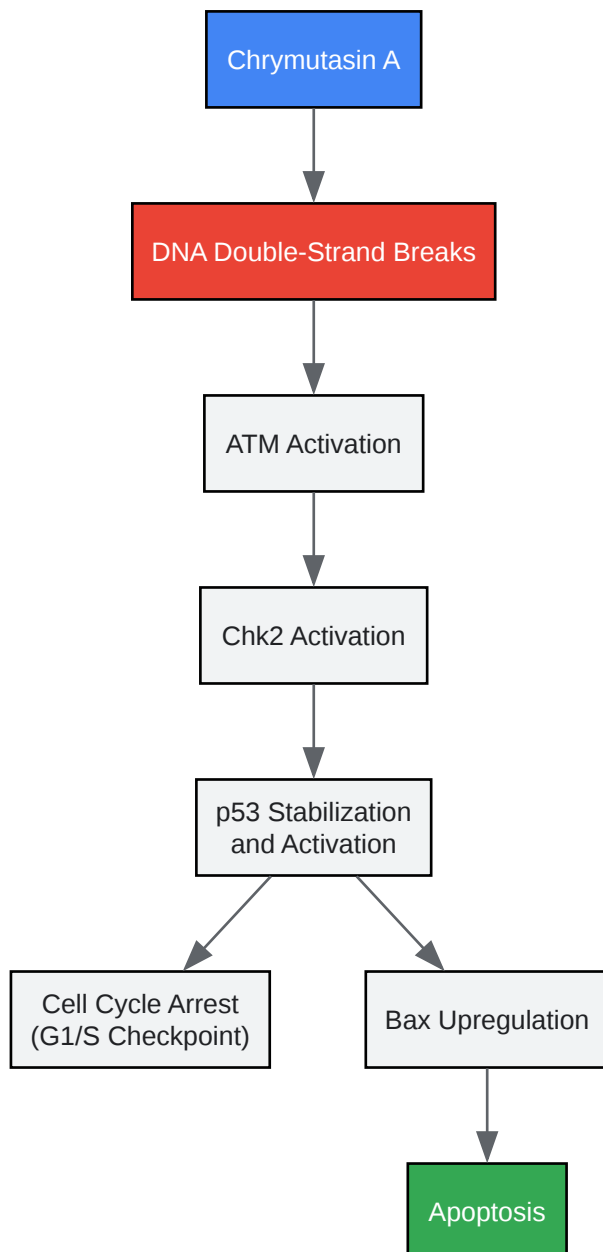 Chrymutasin A
DNA Double-Strand Breaks
ATM Activation
Chk2 Activation
p53 Stabilization
and Activation
Cell Cycle Arrest
(G1/S Checkpoint)
Bax Upregulation
Apoptosis